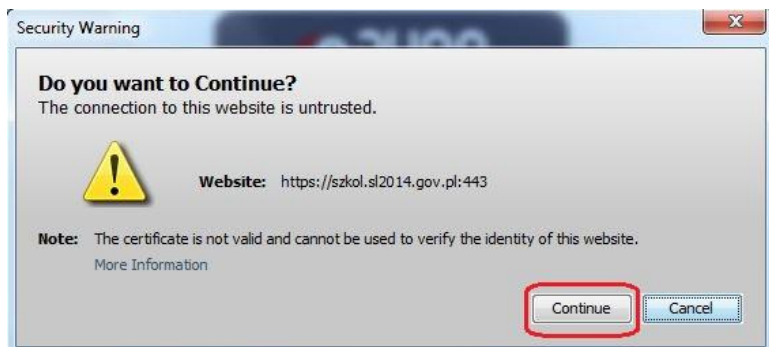 Security Warning
Do you want to Continue?
The connection to this website is untrusted.
Website: https://szkol.sl2014.gov.pl:443
Note: The certificate is not valid and cannot be used to verify the identity of this website.
More Information
Continue Cancel